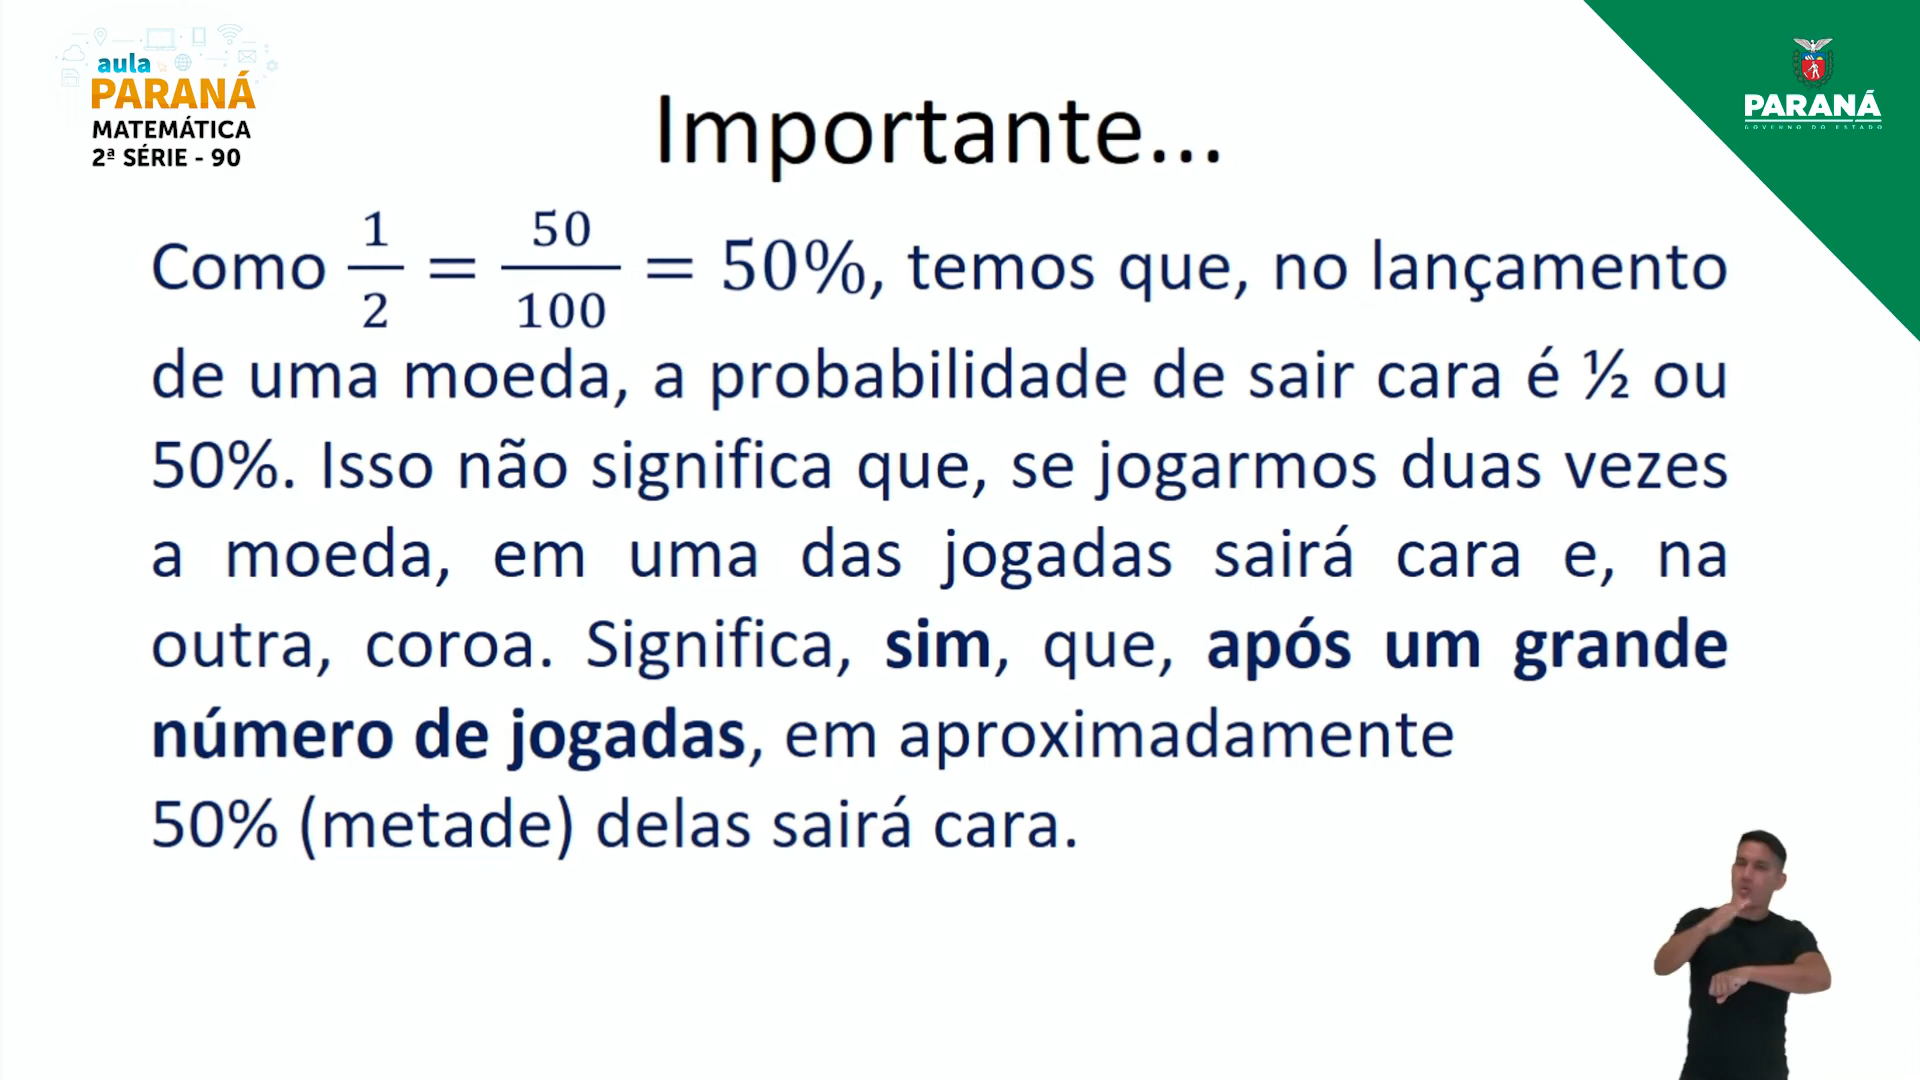 aula
PARANÁ
MATEMÁTICA
2ª SÉRIE - 90
PARANÁ
GOVERNO DO ESTADO
Importante...
Como 1/2 = 50/100 = 50%, temos que, no lançamento
de uma moeda, a probabilidade de sair cara é ½ ou
50%. Isso não significa que, se jogarmos duas vezes
a moeda, em uma das jogadas sairá cara e, na
outra, coroa. Significa, sim, que, após um grande
número de jogadas, em aproximadamente
50% (metade) delas sairá cara.